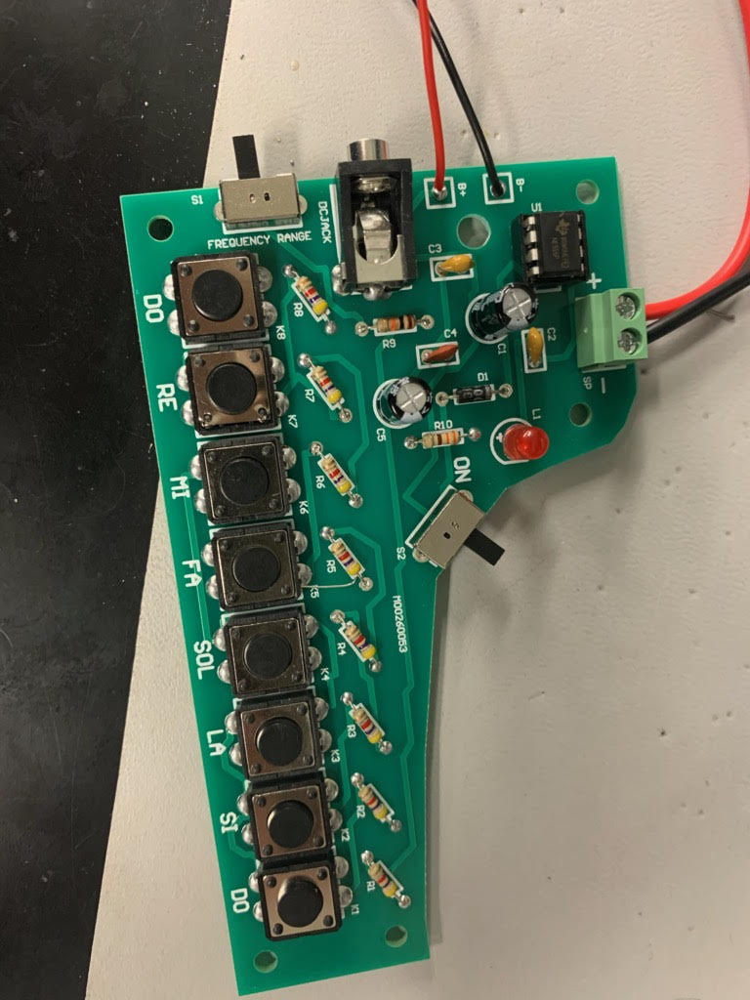 S1
FREQUENCY RANGE
DCJACK
B+
B-
U1
C3
+
DO
K8
R8
R9
C4
C1
C2
SP
-
RE
K7
R7
C5
D1
R10
L1
+
ON
MI
K6
R6
S2
FA
K5
R5
M00260053
SOL
K4
R4
LA
K3
R3
SI
K2
R2
DO
K1
R1